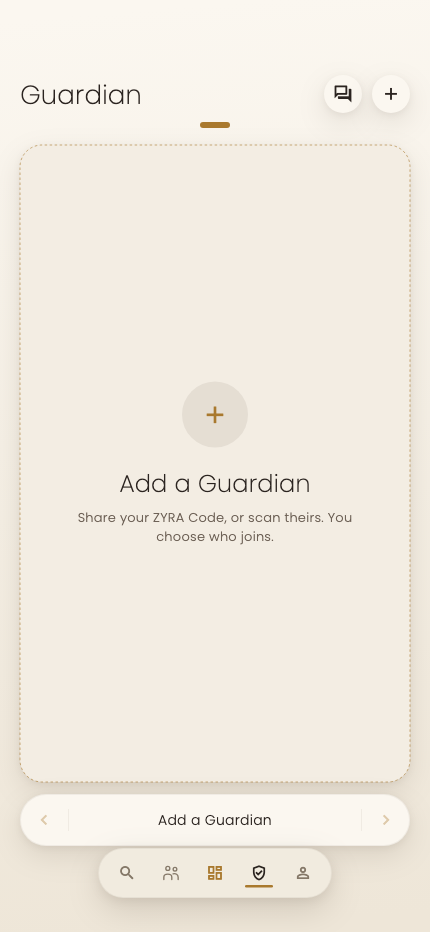 Guardian
Add a Guardian
Share your ZYRA Code, or scan theirs. You
choose who joins.
Add a Guardian